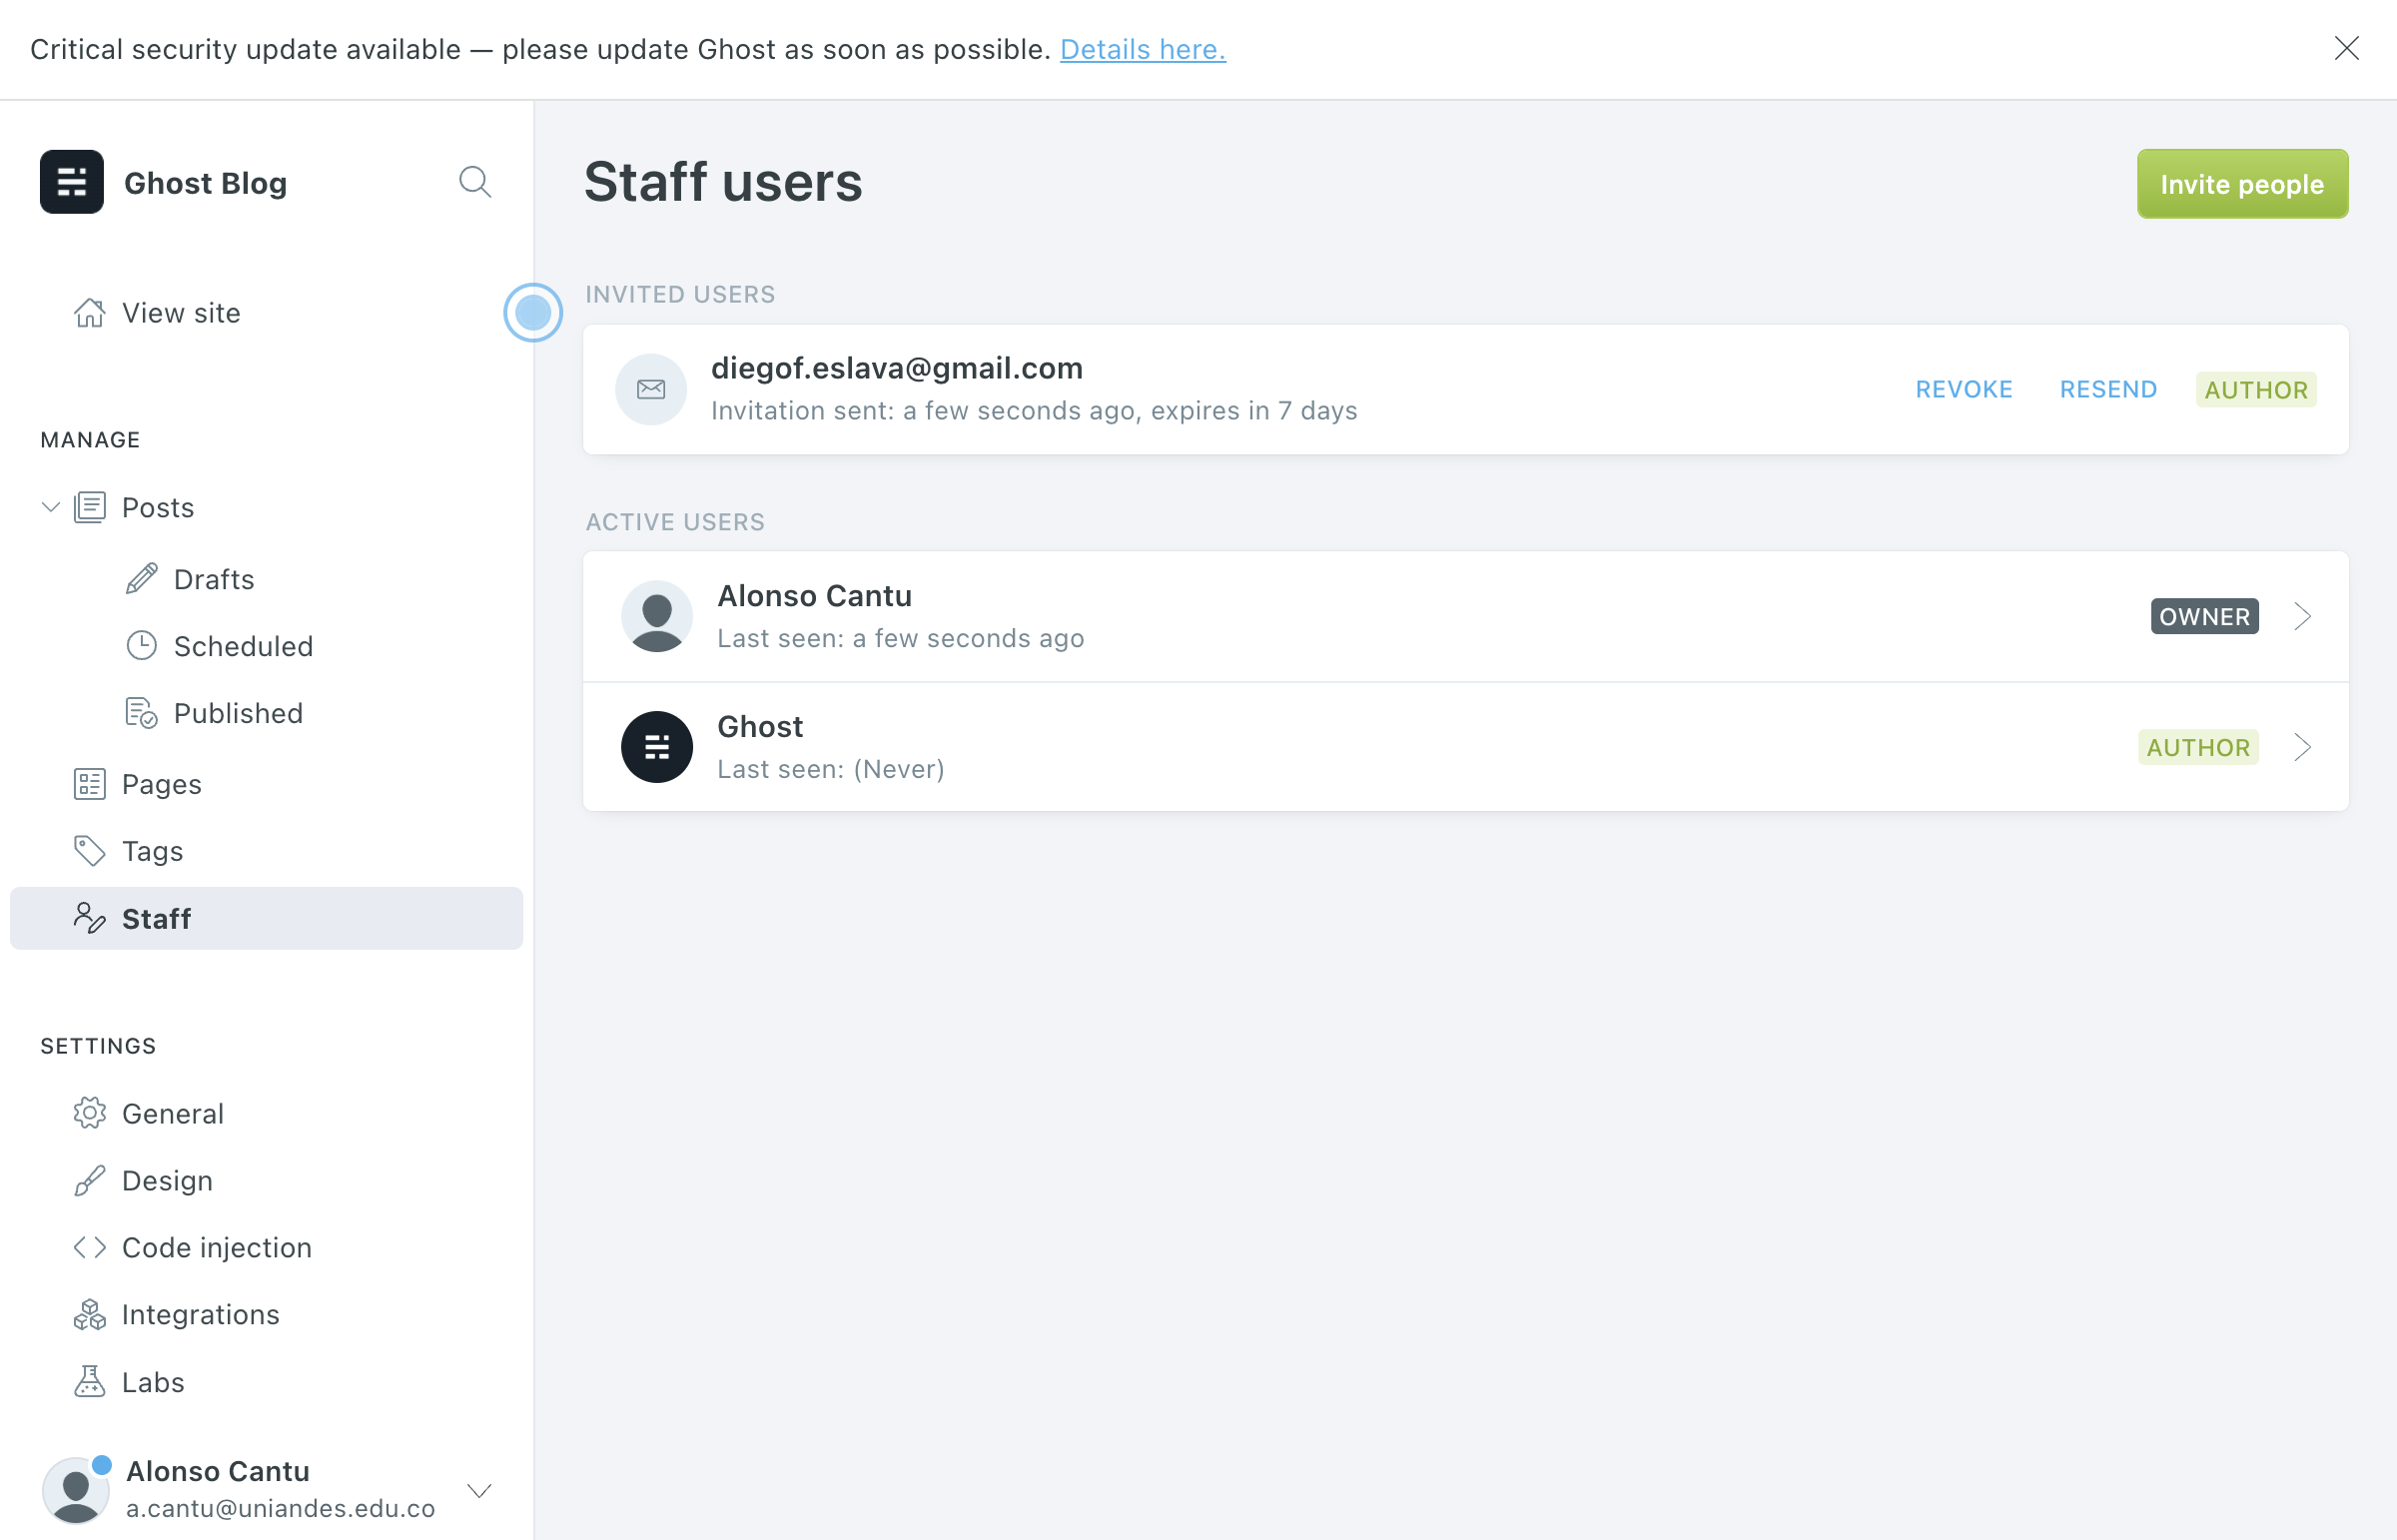 Critical security update available — please update Ghost as soon as possible. Details here.
Ghost Blog
View site
MANAGE
Posts
Drafts
Scheduled
Published
Pages
Tags
Staff
SETTINGS
General
Design
Code injection
Integrations
Labs
Alonso Cantu
a.cantu@uniandes.edu.co
Staff users
Invite people
INVITED USERS
diegof.eslava@gmail.com
Invitation sent: a few seconds ago, expires in 7 days
REVOKE RESEND AUTHOR
ACTIVE USERS
Alonso Cantu
Last seen: a few seconds ago
OWNER
Ghost
Last seen: (Never)
AUTHOR